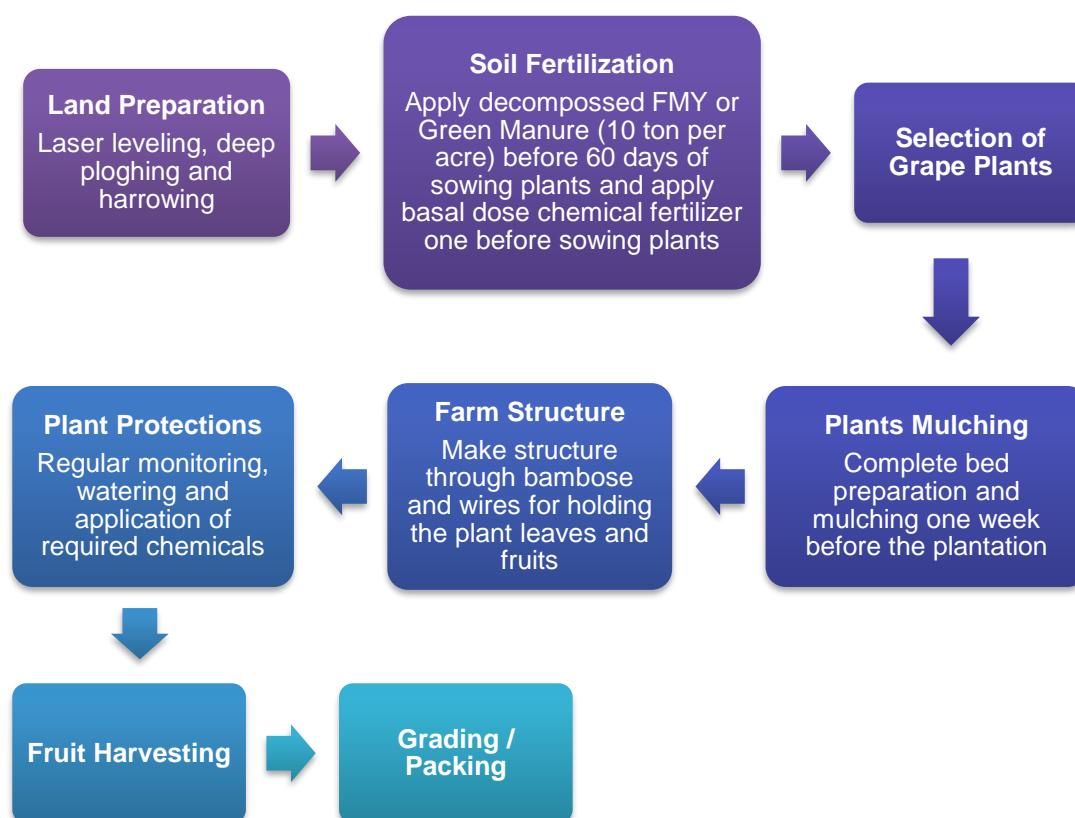 Land Preparation
Laser leveling, deep
ploghing and
harrowing
Soil Fertilization
Apply decompossed FMY or
Green Manure (10 ton per
acre) before 60 days of
sowing plants and apply
basal dose chemical fertilizer
one before sowing plants
Selection of
Grape Plants
Plants Mulching
Complete bed
preparation and
mulching one week
before the plantation
Farm Structure
Make structure
through bambose
and wires for holding
the plant leaves and
fruits
Plant Protections
Regular monitoring,
watering and
application of
required chemicals
Fruit Harvesting
Grading /
Packing